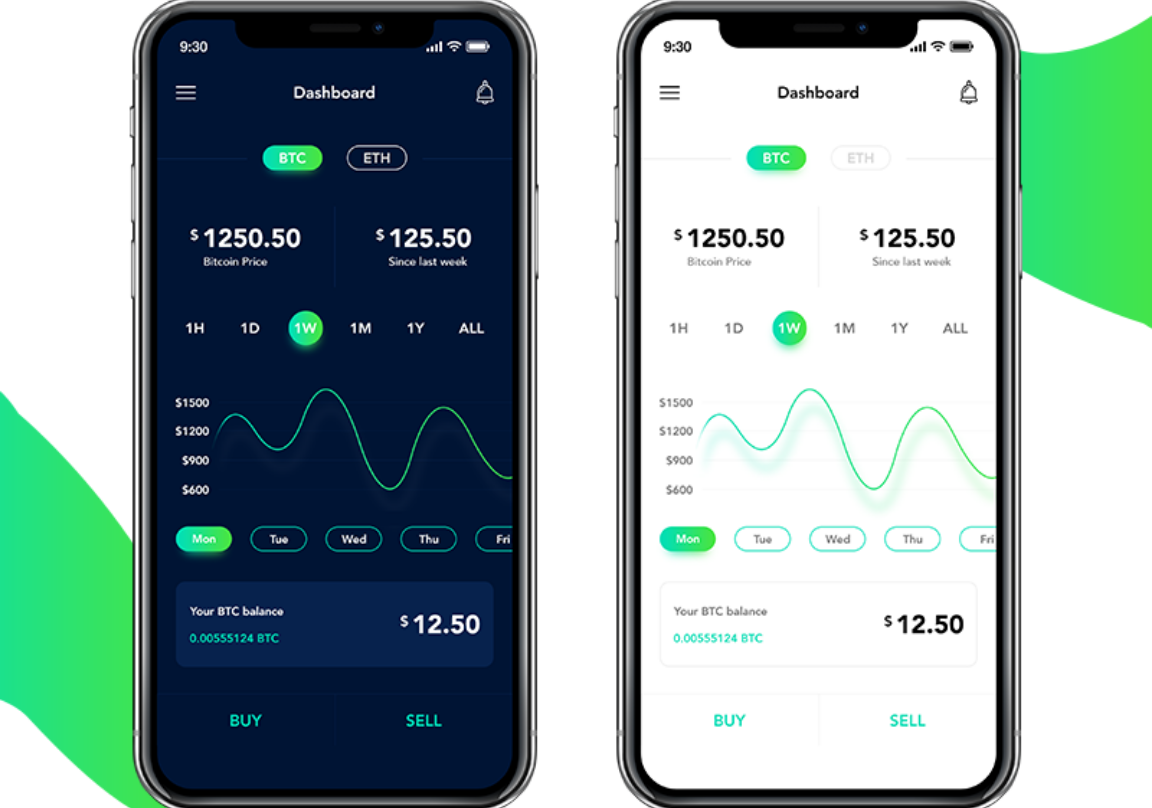 9:30
Dashboard
BTC ETH
$ 1250.50
Bitcoin Price
$ 125.50
Since last week
1H 1D 1W 1M 1Y ALL
$1500
$1200
$900
$600
Mon Tue Wed Thu Fri
Your BTC balance
0.00555124 BTC
$ 12.50
BUY SELL
9:30
Dashboard
BTC ETH
$ 1250.50
Bitcoin Price
$ 125.50
Since last week
1H 1D 1W 1M 1Y ALL
$1500
$1200
$900
$600
Mon Tue Wed Thu Fri
Your BTC balance
0.00555124 BTC
$ 12.50
BUY SELL